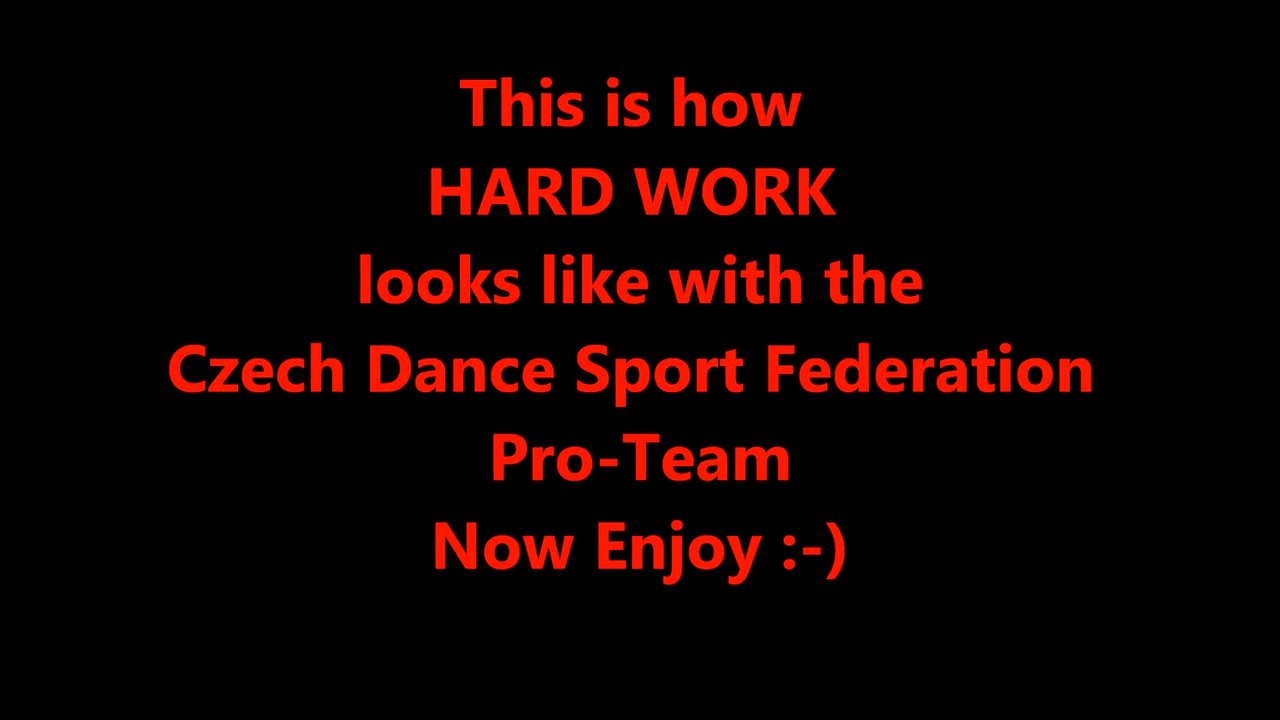 This is how
HARD WORK
looks like with the
Czech Dance Sport Federation
Pro-Team
Now Enjoy :-)